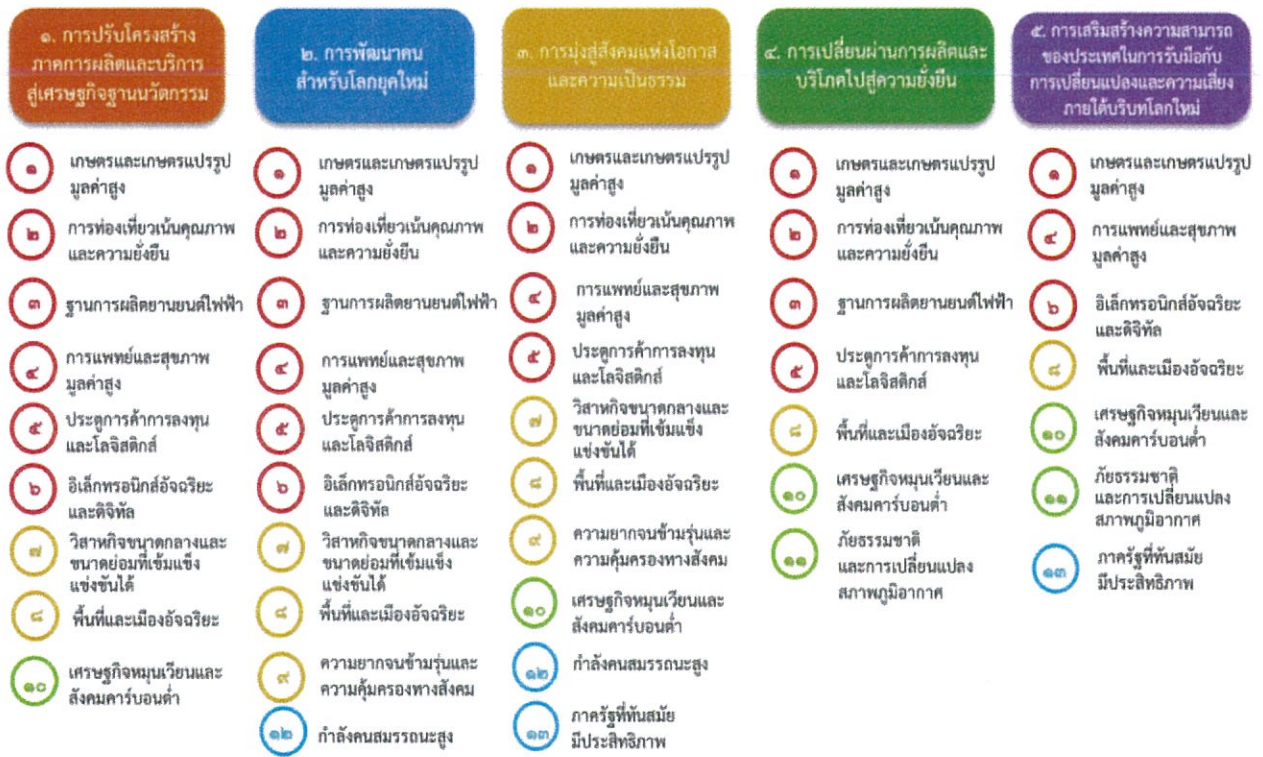 ๑. การปรับโครงสร้าง
ภาคการผลิตและบริการ
สู่เศรษฐกิจฐานนวัตกรรม
๑
เกษตรและเกษตรแปรรูป
มูลค่าสูง
๒
การท่องเที่ยวเน้นคุณภาพ
และความยั่งยืน
๓
ฐานการผลิตยานยนต์ไฟฟ้า
๔
การแพทย์และสุขภาพ
มูลค่าสูง
๕
ประตูการค้าการลงทุน
และโลจิสติกส์
๖
อิเล็กทรอนิกส์อัจฉริยะ
และดิจิทัล
๗
วิสาหกิจขนาดกลางและ
ขนาดย่อมที่เข้มแข็ง
แข่งขันได้
๘
พื้นที่และเมืองอัจฉริยะ
๑๐
เศรษฐกิจหมุนเวียนและ
สังคมคาร์บอนต่ำ
๒. การพัฒนาคน
สำหรับโลกยุคใหม่
๑
เกษตรและเกษตรแปรรูป
มูลค่าสูง
๒
การท่องเที่ยวเน้นคุณภาพ
และความยั่งยืน
๓
ฐานการผลิตยานยนต์ไฟฟ้า
๔
การแพทย์และสุขภาพ
มูลค่าสูง
๕
ประตูการค้าการลงทุน
และโลจิสติกส์
๖
อิเล็กทรอนิกส์อัจฉริยะ
และดิจิทัล
๗
วิสาหกิจขนาดกลางและ
ขนาดย่อมที่เข้มแข็ง
แข่งขันได้
๘
พื้นที่และเมืองอัจฉริยะ
๙
ความยากจนข้ามรุ่นและ
ความคุ้มครองทางสังคม
๑๒
กำลังคนสมรรถนะสูง
๓. การมุ่งสู่สังคมแห่งโอกาส
และความเป็นธรรม
๑
เกษตรและเกษตรแปรรูป
มูลค่าสูง
๒
การท่องเที่ยวเน้นคุณภาพ
และความยั่งยืน
๔
การแพทย์และสุขภาพ
มูลค่าสูง
๕
ประตูการค้าการลงทุน
และโลจิสติกส์
๗
วิสาหกิจขนาดกลางและ
ขนาดย่อมที่เข้มแข็ง
แข่งขันได้
๘
พื้นที่และเมืองอัจฉริยะ
๙
ความยากจนข้ามรุ่นและ
ความคุ้มครองทางสังคม
๑๐
เศรษฐกิจหมุนเวียนและ
สังคมคาร์บอนต่ำ
๑๒
กำลังคนสมรรถนะสูง
๑๓
ภาครัฐที่ทันสมัย
มีประสิทธิภาพ
๔. การเปลี่ยนผ่านการผลิตและ
บริโภคไปสู่ความยั่งยืน
๑
เกษตรและเกษตรแปรรูป
มูลค่าสูง
๒
การท่องเที่ยวเน้นคุณภาพ
และความยั่งยืน
๓
ฐานการผลิตยานยนต์ไฟฟ้า
๕
ประตูการค้าการลงทุน
และโลจิสติกส์
๘
พื้นที่และเมืองอัจฉริยะ
๑๐
เศรษฐกิจหมุนเวียนและ
สังคมคาร์บอนต่ำ
๑๑
ภัยธรรมชาติ
และการเปลี่ยนแปลง
สภาพภูมิอากาศ
๕. การเสริมสร้างความสามารถ
ของประเทศในการรับมือกับ
การเปลี่ยนแปลงและความเสี่ยง
ภายใต้บริบทโลกใหม่
๑
เกษตรและเกษตรแปรรูป
มูลค่าสูง
๔
การแพทย์และสุขภาพ
มูลค่าสูง
๖
อิเล็กทรอนิกส์อัจฉริยะ
และดิจิทัล
๘
พื้นที่และเมืองอัจฉริยะ
๑๐
เศรษฐกิจหมุนเวียนและ
สังคมคาร์บอนต่ำ
๑๑
ภัยธรรมชาติ
และการเปลี่ยนแปลง
สภาพภูมิอากาศ
๑๓
ภาครัฐที่ทันสมัย
มีประสิทธิภาพ